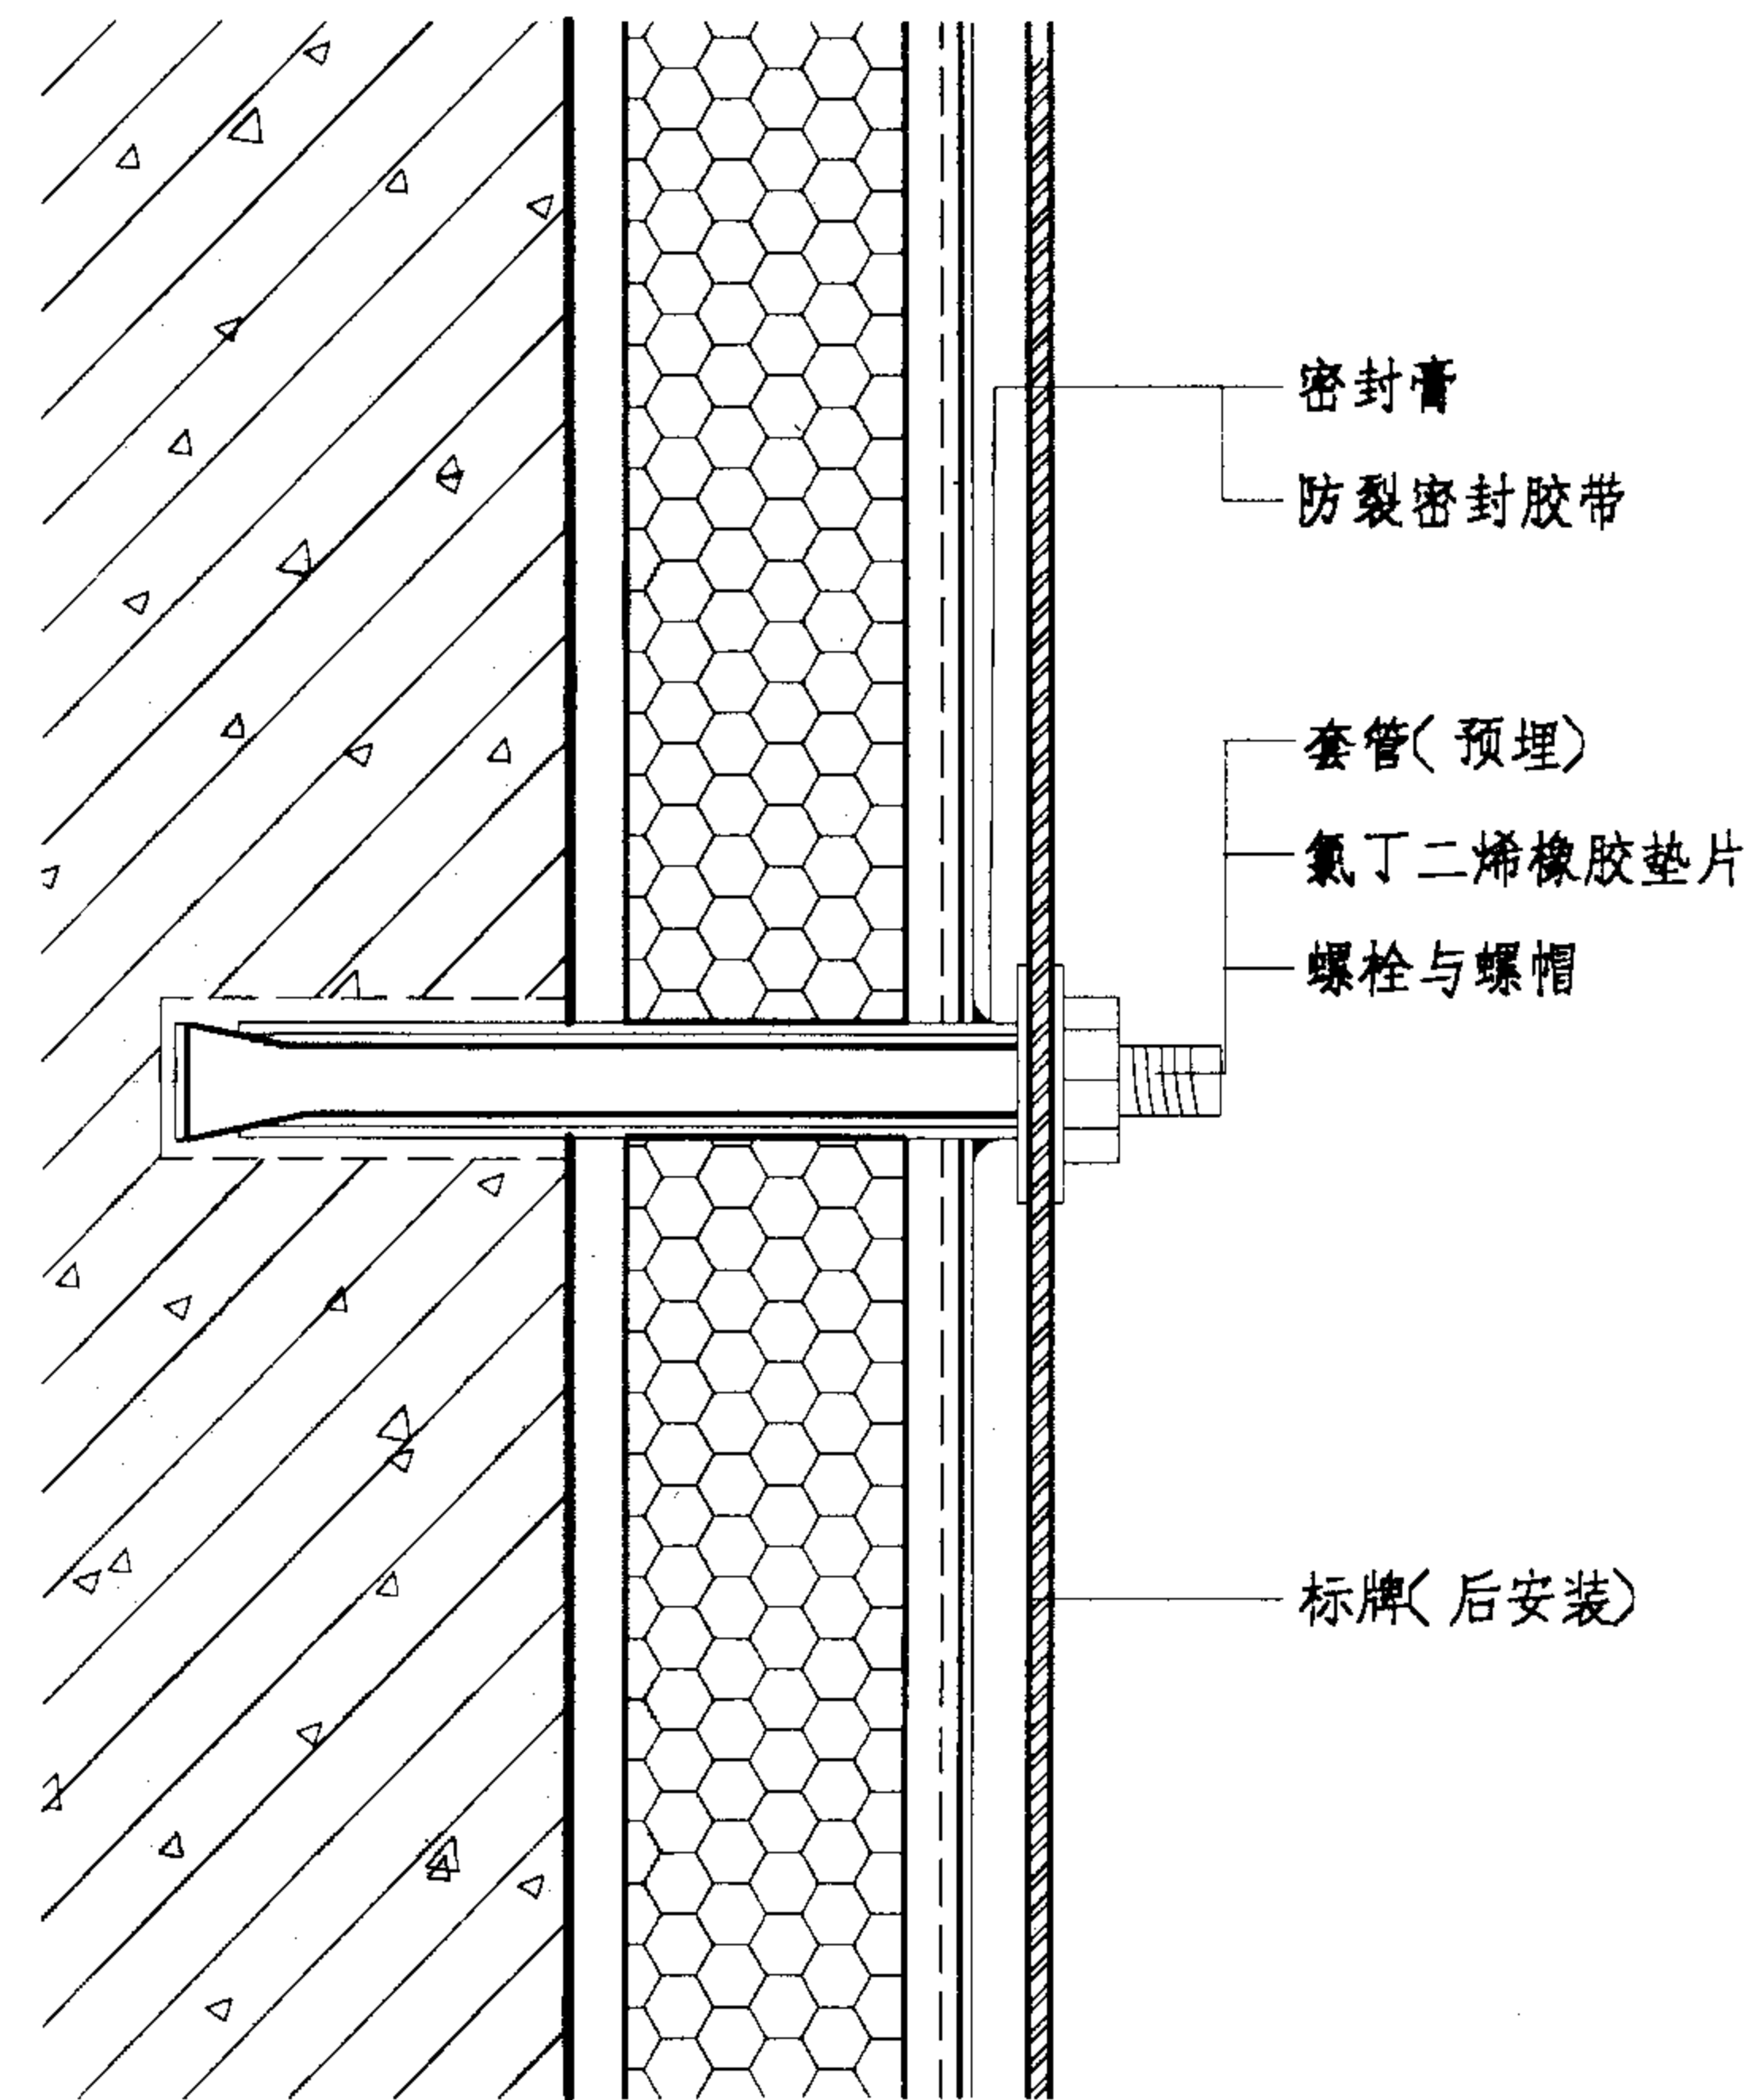 密封膏
防裂密封胶带
套管(预埋)
氯丁二烯橡胶垫片
螺栓与螺帽
标牌(后安装)